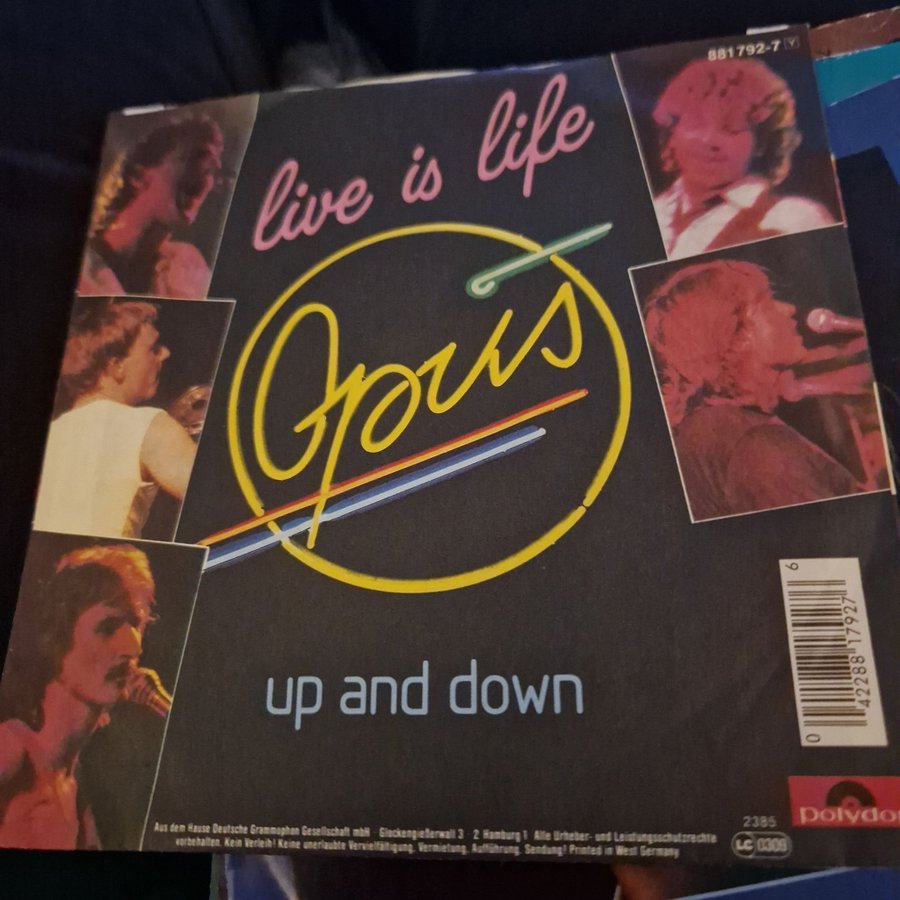 881792-7 Y
live is life
Opus
up and down
0 42288 17927 6
polydor
2385
LC 0309
Aus dem Hause Deutsche Grammophon Gesellschaft mbH · Glockengießerwall 3 · 2 Hamburg 1 Alle Urheber- und Leistungsschutzrechte
vorbehalten. Kein Verleih! Keine unerlaubte Vervielfältigung, Vermietung, Aufführung, Sendung! Printed in West Germany